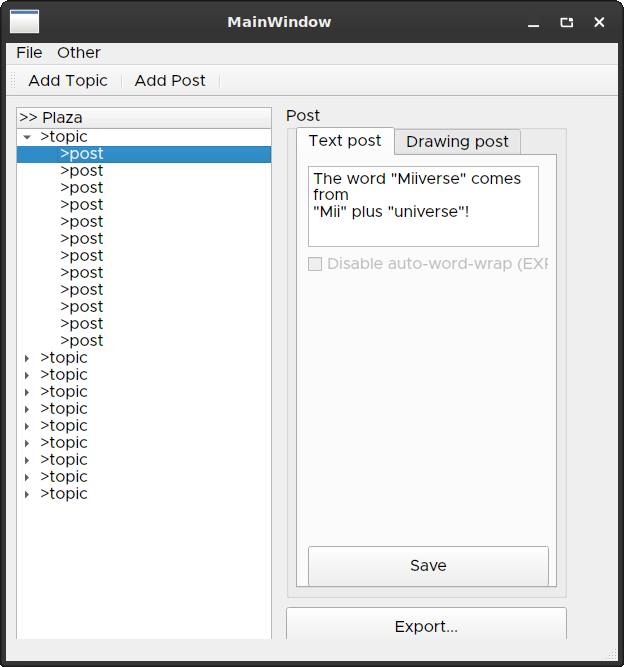 MainWindow
File Other
Add Topic Add Post
>> Plaza
>topic
>post
>post
>post
>post
>post
>post
>post
>post
>post
>post
>post
>post
>topic
>topic
>topic
>topic
>topic
>topic
>topic
>topic
>topic
Post
Text post Drawing post
The word "Miiverse" comes
from
"Mii" plus "universe"!
Disable auto-word-wrap (EXP
Save
Export...